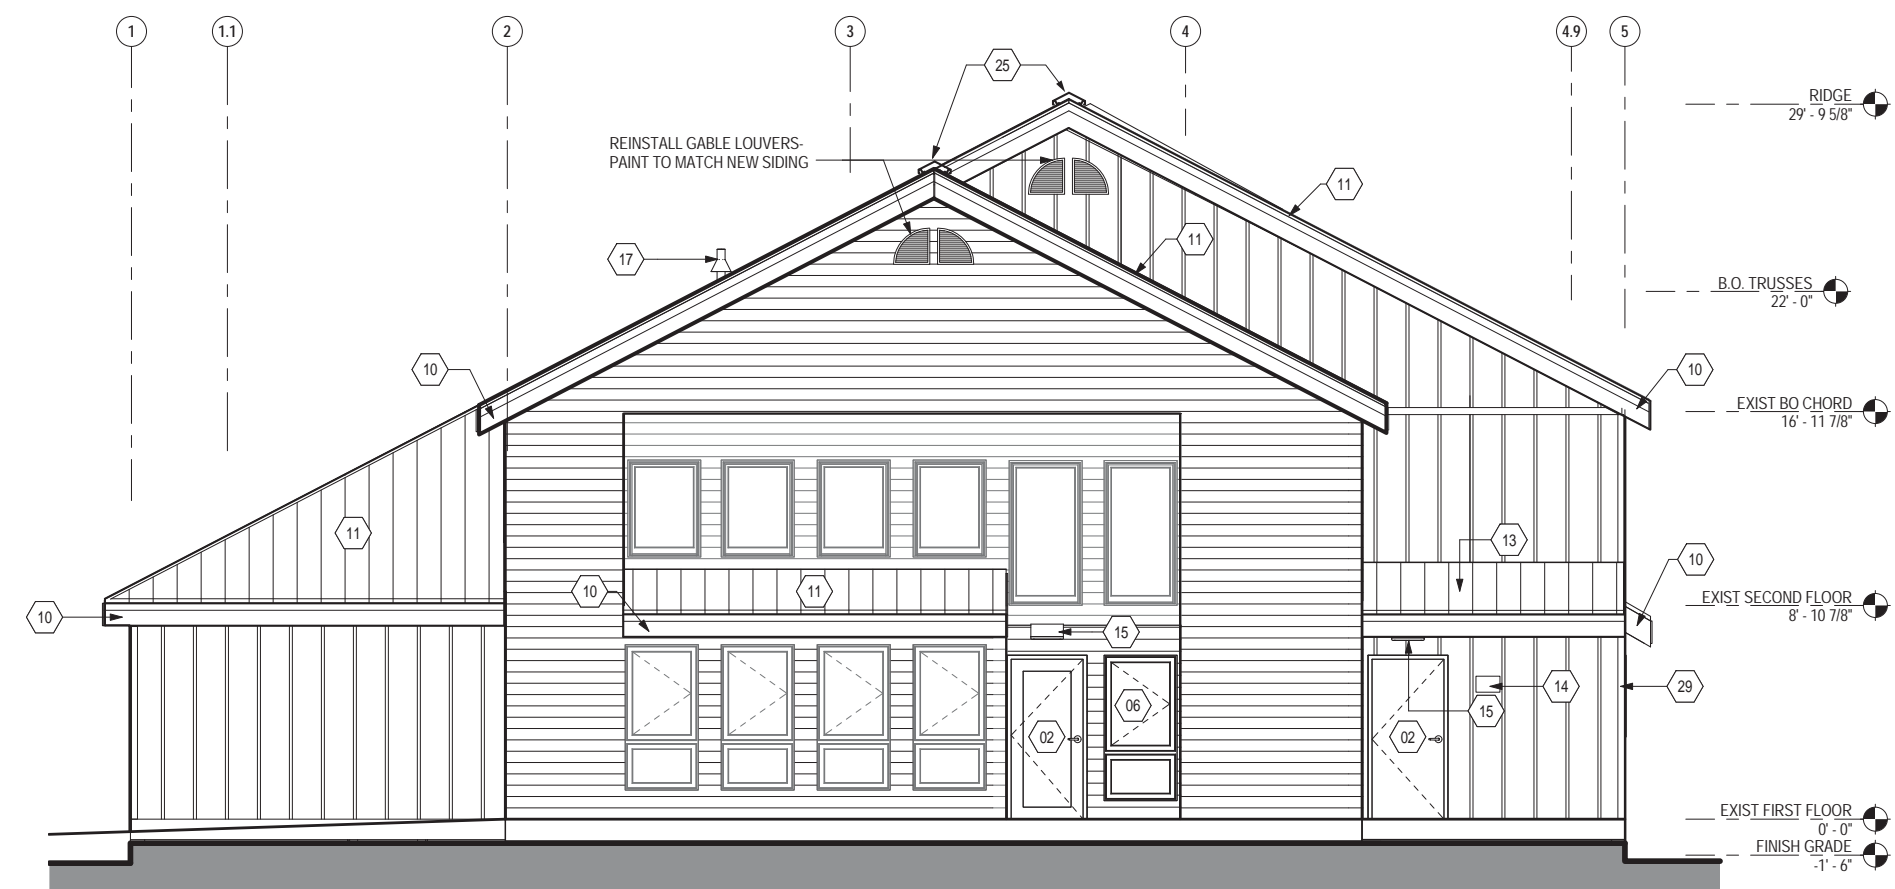 1
1.1
2
3
4
4.9
5
25
RIDGE
29' - 9 5/8"
REINSTALL GABLE LOUVERS-
PAINT TO MATCH NEW SIDING
11
11
17
B.O. TRUSSES
22' - 0"
10
10
EXIST BO CHORD
16' - 11 7/8"
11
13
10
10
11
EXIST SECOND FLOOR
8' - 10 7/8"
10
15
14
29
06
15
02
02
EXIST FIRST FLOOR
0' - 0"
FINISH GRADE
-1' - 6"